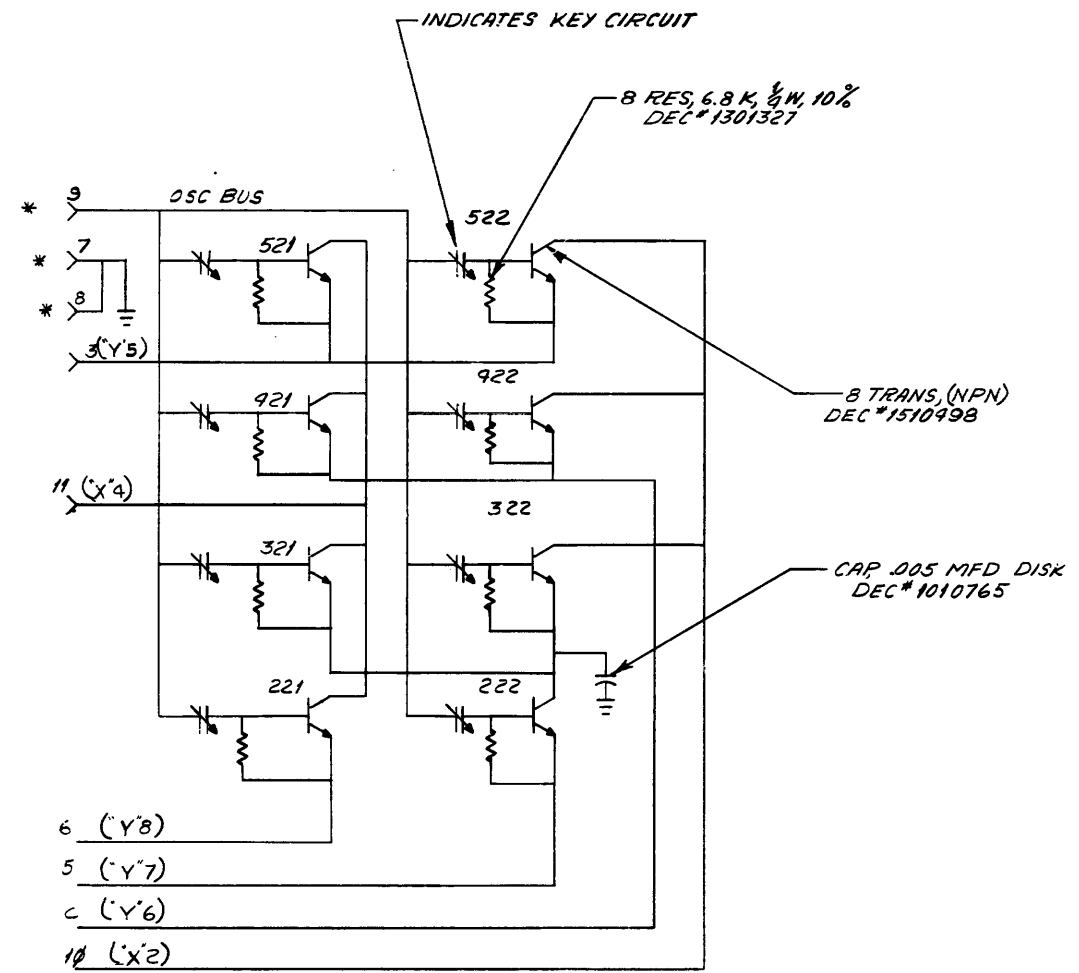 INDICATES KEY CIRCUIT
8 RES, 6.8 K, ¼ W, 10%
DEC # 1301327
* 9 OSC BUS
522
* 7
521
* 8
3 ("Y"5)
422
8 TRANS, (NPN)
DEC # 1510498
421
11 ("X"4)
322
321
CAP, .005 MFD DISK
DEC # 1010765
221
222
6 ("Y"8)
5 ("Y"7)
("Y"6)
10 ("X"2)